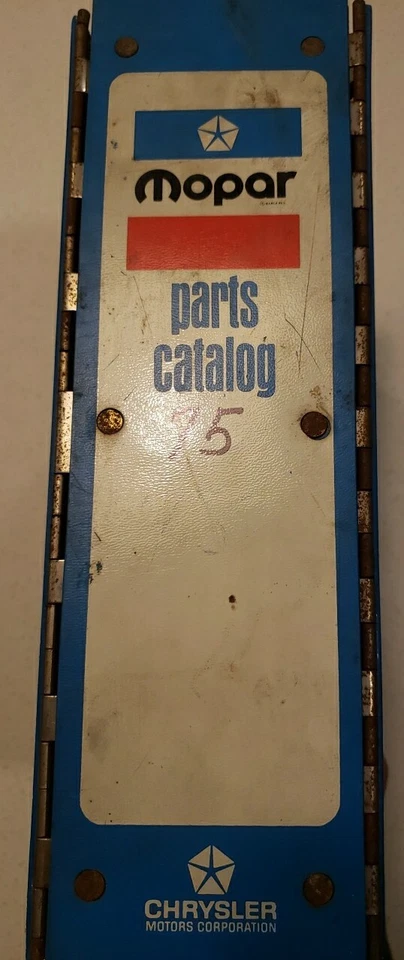 mopar
parts
catalog
75
CHRYSLER
MOTORS CORPORATION